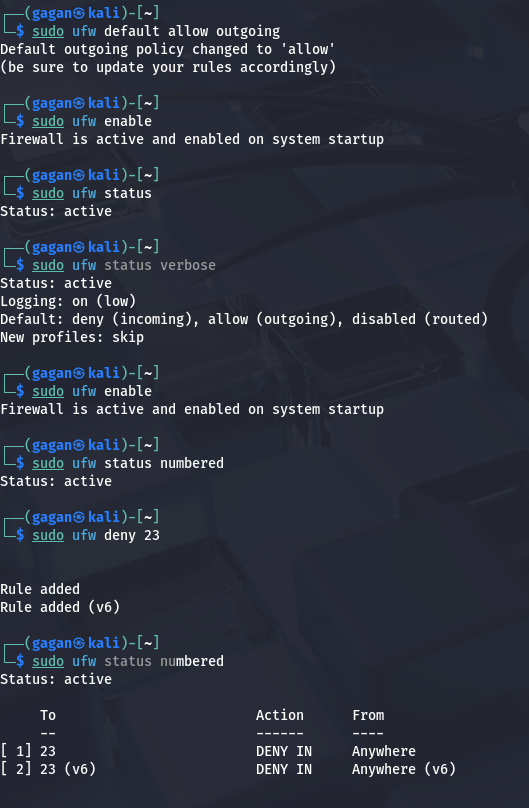 ┌──(gagan㉿kali)-[~]
└─$ sudo ufw default allow outgoing
Default outgoing policy changed to 'allow'
(be sure to update your rules accordingly)
┌──(gagan㉿kali)-[~]
└─$ sudo ufw enable
Firewall is active and enabled on system startup
┌──(gagan㉿kali)-[~]
└─$ sudo ufw status
Status: active
┌──(gagan㉿kali)-[~]
└─$ sudo ufw status verbose
Status: active
Logging: on (low)
Default: deny (incoming), allow (outgoing), disabled (routed)
New profiles: skip
┌──(gagan㉿kali)-[~]
└─$ sudo ufw enable
Firewall is active and enabled on system startup
┌──(gagan㉿kali)-[~]
└─$ sudo ufw status numbered
Status: active
┌──(gagan㉿kali)-[~]
└─$ sudo ufw deny 23
Rule added
Rule added (v6)
┌──(gagan㉿kali)-[~]
└─$ sudo ufw status numbered
Status: active
     To                         Action      From
     --                         ------      ----
[ 1] 23                         DENY IN     Anywhere
[ 2] 23 (v6)                    DENY IN     Anywhere (v6)